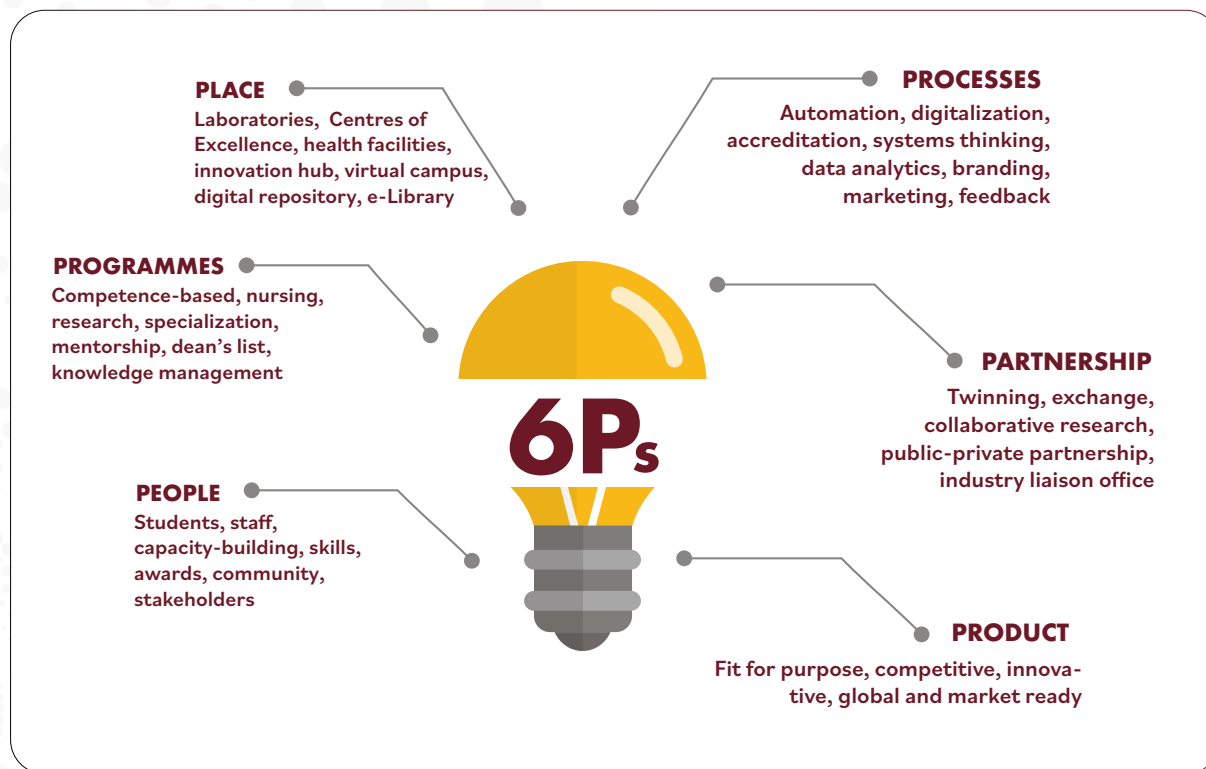 PLACE
Laboratories, Centres of
Excellence, health facilities,
innovation hub, virtual campus,
digital repository, e-Library
PROCESSES
Automation, digitalization,
accreditation, systems thinking,
data analytics, branding,
marketing, feedback
PROGRAMMES
Competence-based, nursing,
research, specialization,
mentorship, dean’s list,
knowledge management
PARTNERSHIP
Twinning, exchange,
collaborative research,
public-private partnership,
industry liaison office
6Ps
PEOPLE
Students, staff,
capacity-building, skills,
awards, community,
stakeholders
PRODUCT
Fit for purpose, competitive, innova-
tive, global and market ready